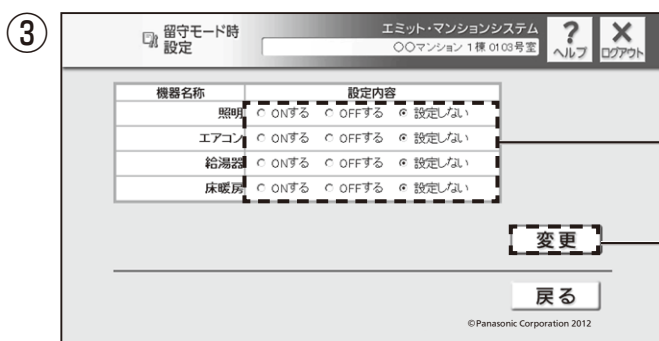 ③
留守モード時
設定
エミット・マンションシステム
○○マンション 1棟 0103号室
?
ヘルプ
×
ログアウト
機器名称 設定内容
照明 ONする OFFする 設定しない
エアコン ONする OFFする 設定しない
給湯器 ONする OFFする 設定しない
床暖房 ONする OFFする 設定しない
変更
戻る
©Panasonic Corporation 2012